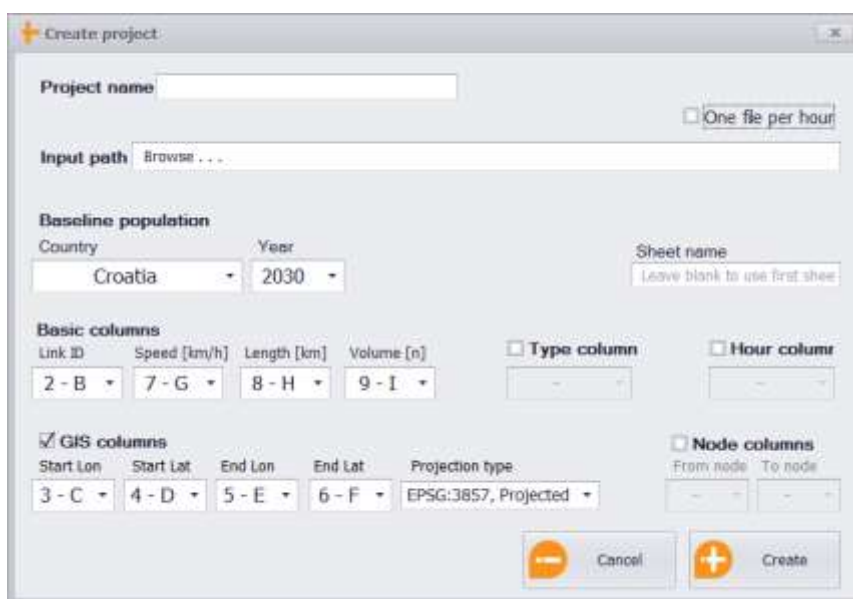 Create project
Project name
One file per hour
Input path Browse . . .
Baseline population
Country Year Sheet name
Croatia 2030 Leave blank to use first shee
Basic columns
Type column Hour columr
Link ID Speed [km/h] Length [km] Volume [n]
2 - B 7 - G 8 - H 9 - I - -
GIS columns Node columns
Start Lon Start Lat End Lon End Lat Projection type From node To node
3 - C 4 - D 5 - E 6 - F EPSG:3857, Projected - -
Cancel Create